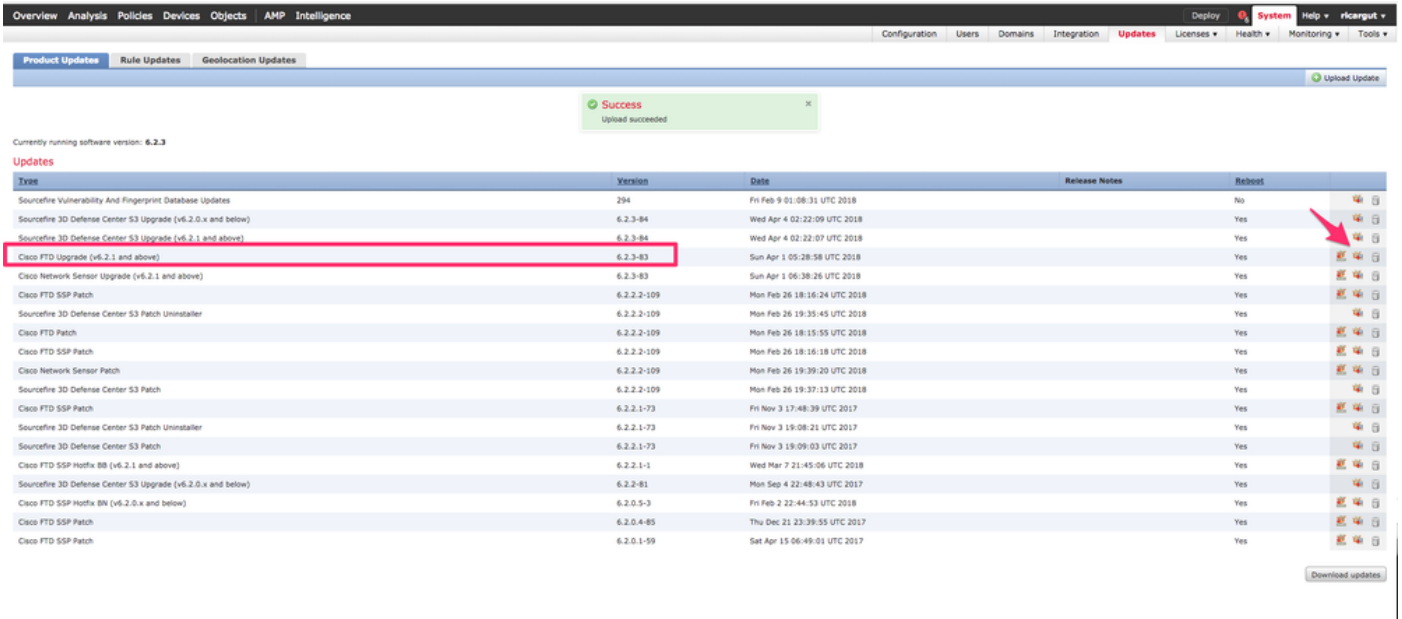 Overview Analysis Policies Devices Objects AMP Intelligence Deploy System Help ▾ ricargut ▾
Configuration Users Domains Integration Updates Licenses ▾ Health ▾ Monitoring ▾ Tools ▾
Product Updates Rule Updates Geolocation Updates
Upload Update
Success ×
Upload succeeded
Currently running software version: 6.2.3
Updates
Type Version Date Release Notes Reboot
Sourcefire Vulnerability And Fingerprint Database Updates 294 Fri Feb 9 01:08:31 UTC 2018 No
Sourcefire 3D Defense Center S3 Upgrade (v6.2.0.x and below) 6.2.3-84 Wed Apr 4 02:22:09 UTC 2018 Yes
Sourcefire 3D Defense Center S3 Upgrade (v6.2.1 and above) 6.2.3-84 Wed Apr 4 02:22:07 UTC 2018 Yes
Cisco FTD Upgrade (v6.2.1 and above) 6.2.3-83 Sun Apr 1 05:28:58 UTC 2018 Yes
Cisco Network Sensor Upgrade (v6.2.1 and above) 6.2.3-83 Sun Apr 1 06:38:26 UTC 2018 Yes
Cisco FTD SSP Patch 6.2.2.2-109 Mon Feb 26 18:16:24 UTC 2018 Yes
Sourcefire 3D Defense Center S3 Patch Uninstaller 6.2.2.2-109 Mon Feb 26 19:35:45 UTC 2018 Yes
Cisco FTD Patch 6.2.2.2-109 Mon Feb 26 18:15:55 UTC 2018 Yes
Cisco FTD SSP Patch 6.2.2.2-109 Mon Feb 26 18:16:18 UTC 2018 Yes
Cisco Network Sensor Patch 6.2.2.2-109 Mon Feb 26 19:39:20 UTC 2018 Yes
Sourcefire 3D Defense Center S3 Patch 6.2.2.2-109 Mon Feb 26 19:37:13 UTC 2018 Yes
Cisco FTD SSP Patch 6.2.2.1-73 Fri Nov 3 17:48:39 UTC 2017 Yes
Sourcefire 3D Defense Center S3 Patch Uninstaller 6.2.2.1-73 Fri Nov 3 19:08:21 UTC 2017 Yes
Sourcefire 3D Defense Center S3 Patch 6.2.2.1-73 Fri Nov 3 19:09:03 UTC 2017 Yes
Cisco FTD SSP Hotfix BB (v6.2.1 and above) 6.2.2.1-1 Wed Mar 7 21:45:06 UTC 2018 Yes
Sourcefire 3D Defense Center S3 Upgrade (v6.2.0.x and below) 6.2.2-81 Mon Sep 4 22:48:43 UTC 2017 Yes
Cisco FTD SSP Hotfix BN (v6.2.0.x and below) 6.2.0.5-3 Fri Feb 2 22:44:53 UTC 2018 Yes
Cisco FTD SSP Patch 6.2.0.4-85 Thu Dec 21 23:39:55 UTC 2017 Yes
Cisco FTD SSP Patch 6.2.0.1-59 Sat Apr 15 06:49:01 UTC 2017 Yes
Download updates